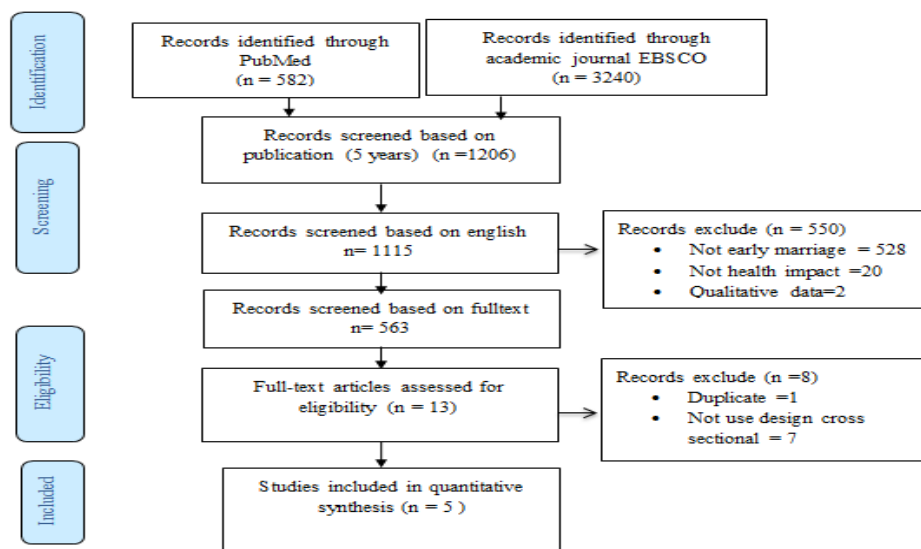 Identification
Records identified through
PubMed
(n = 582)
Records identified through
academic journal EBSCO
(n = 3240)
Screening
Records screened based on
publication (5 years) (n =1206)
Records screened based on english
n= 1115
Records exclude (n = 550)
• Not early marriage = 528
• Not health impact =20
• Qualitative data=2
Records screened based on fulltext
n= 563
Eligibility
Full-text articles assessed for
eligibility (n = 13)
Records exclude (n =8)
• Duplicate =1
• Not use design cross
sectional = 7
Included
Studies included in quantitative
synthesis (n = 5 )